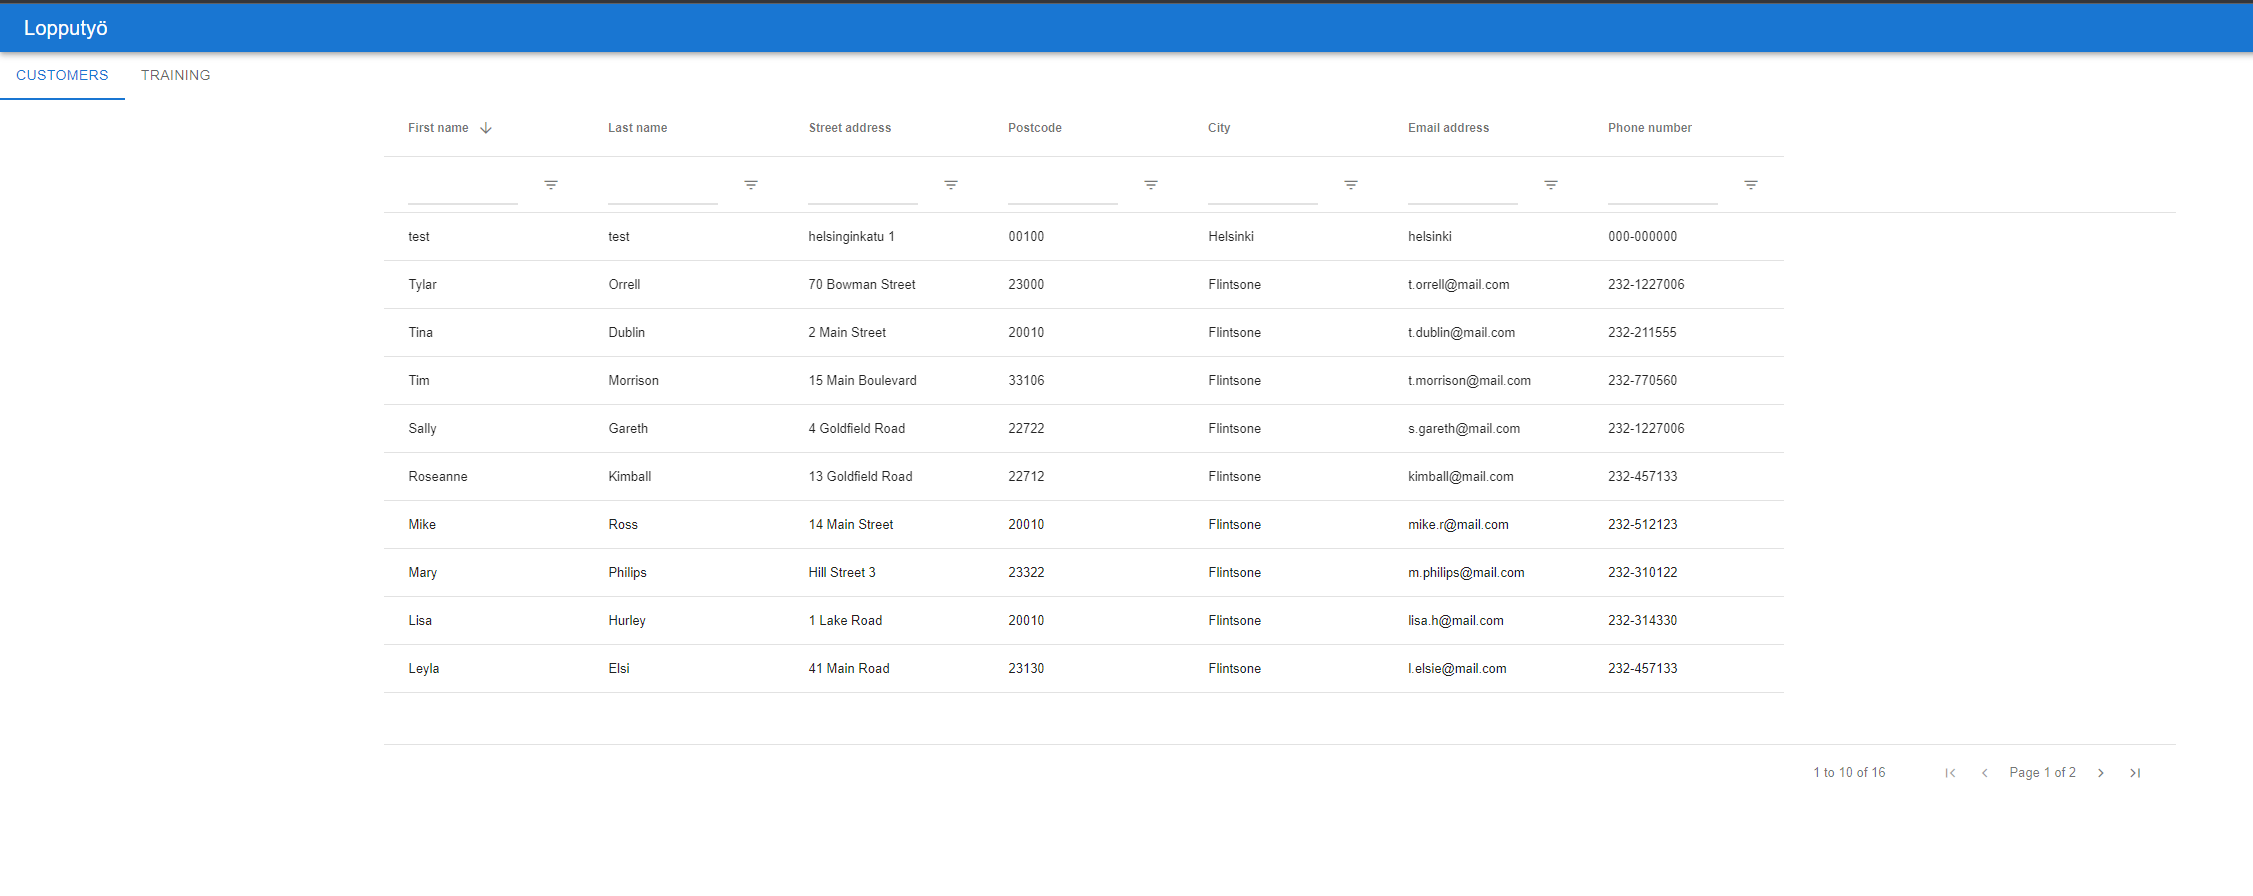 Lopputyö
CUSTOMERS TRAINING
First name Last name Street address Postcode City Email address Phone number
test test helsinginkatu 1 00100 Helsinki helsinki 000-000000
Tylar Orrell 70 Bowman Street 23000 Flintsone t.orrell@mail.com 232-1227006
Tina Dublin 2 Main Street 20010 Flintsone t.dublin@mail.com 232-211555
Tim Morrison 15 Main Boulevard 33106 Flintsone t.morrison@mail.com 232-770560
Sally Gareth 4 Goldfield Road 22722 Flintsone s.gareth@mail.com 232-1227006
Roseanne Kimball 13 Goldfield Road 22712 Flintsone kimball@mail.com 232-457133
Mike Ross 14 Main Street 20010 Flintsone mike.r@mail.com 232-512123
Mary Philips Hill Street 3 23322 Flintsone m.philips@mail.com 232-310122
Lisa Hurley 1 Lake Road 20010 Flintsone lisa.h@mail.com 232-314330
Leyla Elsi 41 Main Road 23130 Flintsone l.elsie@mail.com 232-457133
1 to 10 of 16 Page 1 of 2